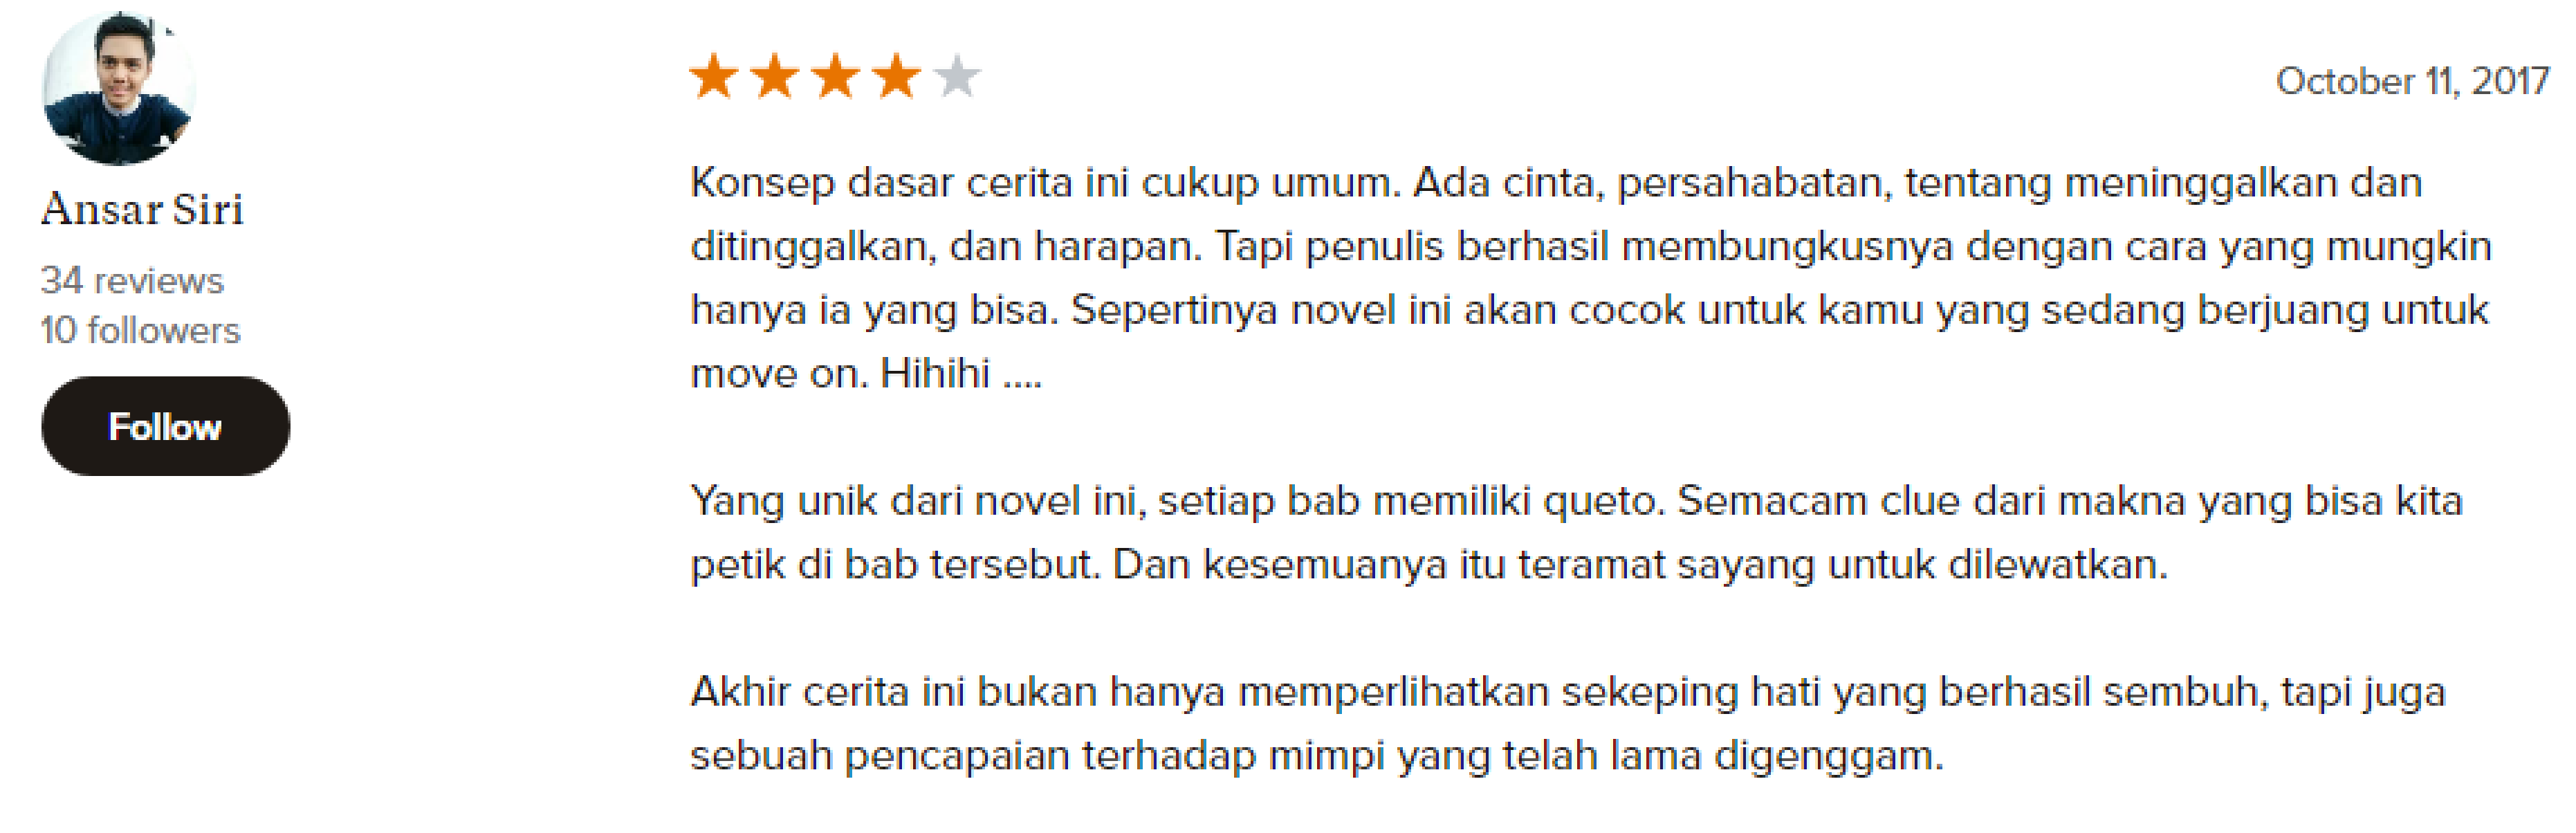 Ansar Siri
34 reviews
10 followers
Follow
October 11, 2017
Konsep dasar cerita ini cukup umum. Ada cinta, persahabatan, tentang meninggalkan dan
ditinggalkan, dan harapan. Tapi penulis berhasil membungkusnya dengan cara yang mungkin
hanya ia yang bisa. Sepertinya novel ini akan cocok untuk kamu yang sedang berjuang untuk
move on. Hihihi ....
Yang unik dari novel ini, setiap bab memiliki queto. Semacam clue dari makna yang bisa kita
petik di bab tersebut. Dan kesemuanya itu teramat sayang untuk dilewatkan.
Akhir cerita ini bukan hanya memperlihatkan sekeping hati yang berhasil sembuh, tapi juga
sebuah pencapaian terhadap mimpi yang telah lama digenggam.